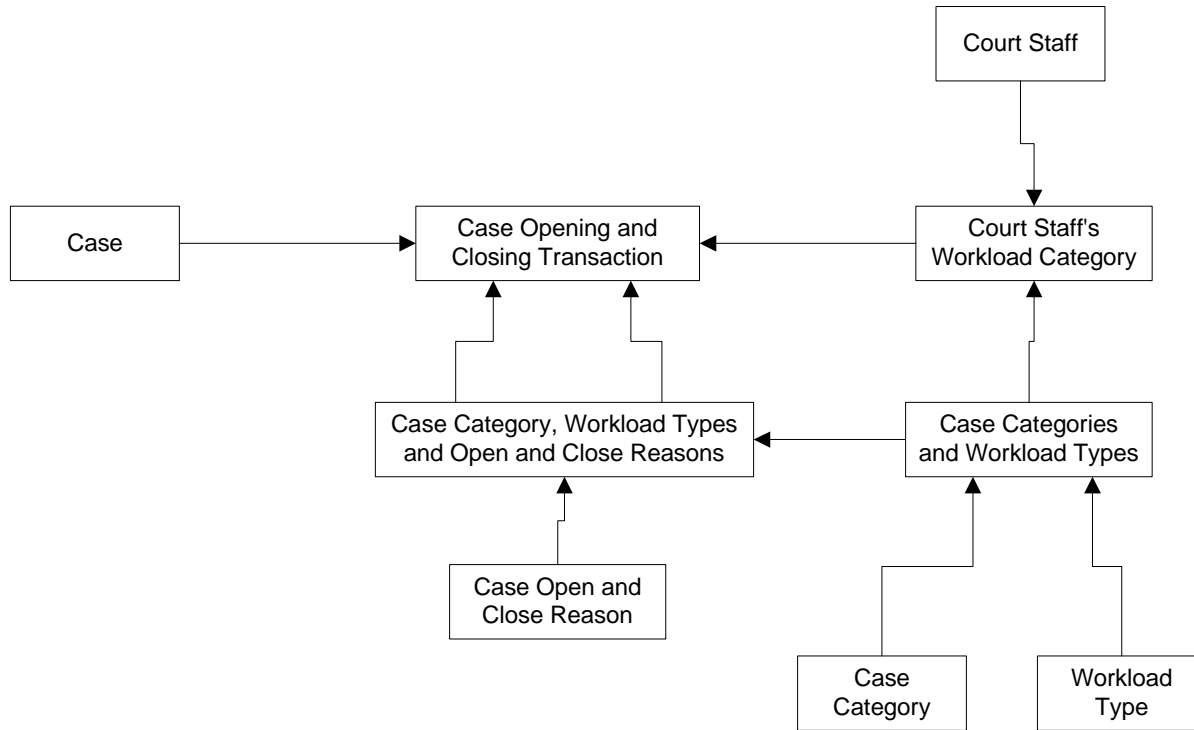 Court Staff
Case
Case Opening and
Closing Transaction
Court Staff's
Workload Category
Case Category, Workload Types
and Open and Close Reasons
Case Categories
and Workload Types
Case Open and
Close Reason
Case
Category
Workload
Type